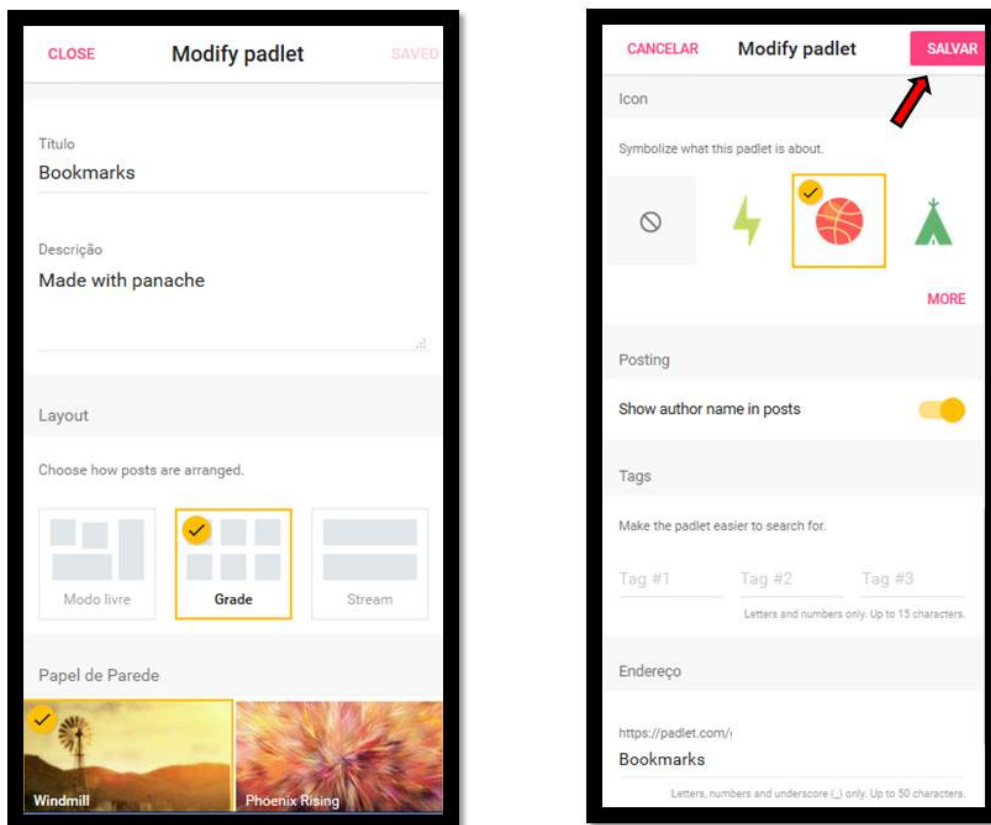 CLOSE Modify padlet SAVED
Título
Bookmarks
Descrição
Made with panache
Layout
Choose how posts are arranged.
Modo livre Grade Stream
Papel de Parede
Windmill Phoenix Rising
CANCELAR Modify padlet SALVAR
Icon
Symbolize what this padlet is about.
MORE
Posting
Show author name in posts
Tags
Make the padlet easier to search for.
Tag #1 Tag #2 Tag #3
Letters and numbers only. Up to 15 characters.
Endereço
https://padlet.com/
Bookmarks
Letters, numbers and underscore (_) only. Up to 50 characters.